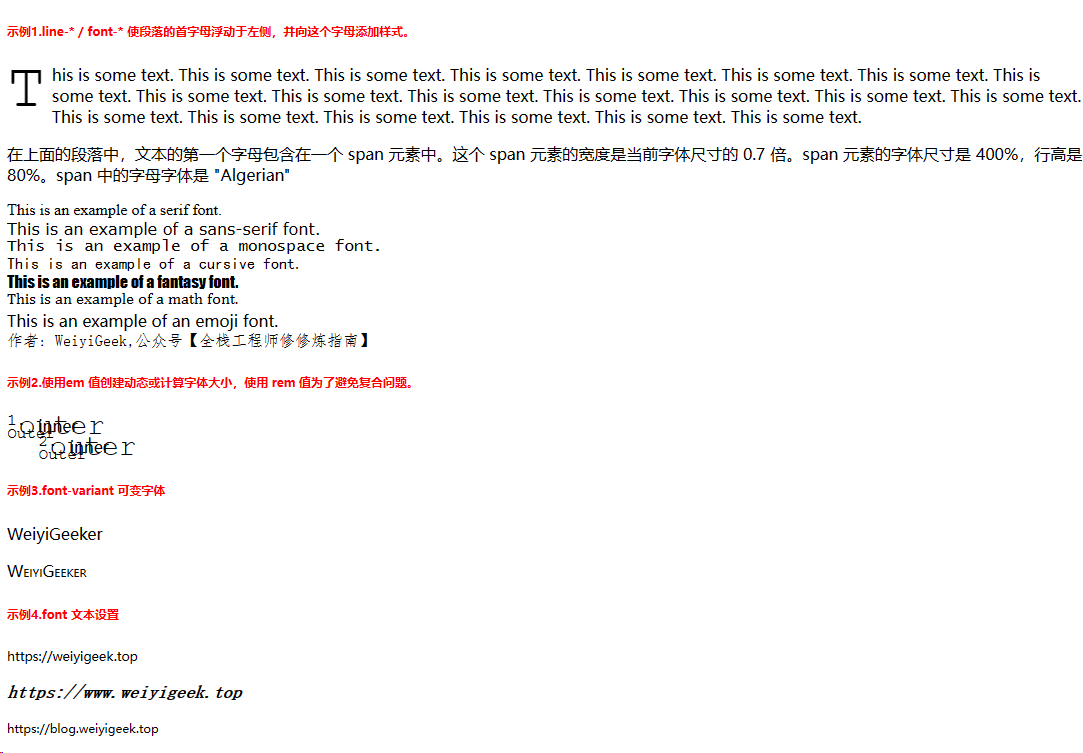 示例1.line-* / font-* 使段落的首字母浮动于左侧，并向这个字母添加样式。
This is some text. This is some text. This is some text. This is some text. This is some text. This is some text. This is some text. This is
some text. This is some text. This is some text. This is some text. This is some text. This is some text. This is some text. This is some text.
This is some text. This is some text. This is some text. This is some text. This is some text. This is some text.
在上面的段落中，文本的第一个字母包含在一个 span 元素中。这个 span 元素的宽度是当前字体尺寸的 0.7 倍。span 元素的字体尺寸是 400%，行高是
80%。span 中的字母字体是 "Algerian"
This is an example of a serif font.
This is an example of a sans-serif font.
This is an example of a monospace font.
This is an example of a cursive font.
This is an example of a fantasy font.
This is an example of a math font.
This is an example of an emoji font.
作者：WeiyiGeek,公众号【全栈工程师修修炼指南】
示例2.使用em 值创建动态或计算字体大小，使用 rem 值为了避免复合问题。
1.
Outer inner outer
2.
Outer inner outer
示例3.font-variant 可变字体
WeiyiGeeker
WeiyiGeeker
示例4.font 文本设置
https://weiyigeek.top
https://www.weiyigeek.top
https://blog.weiyigeek.top